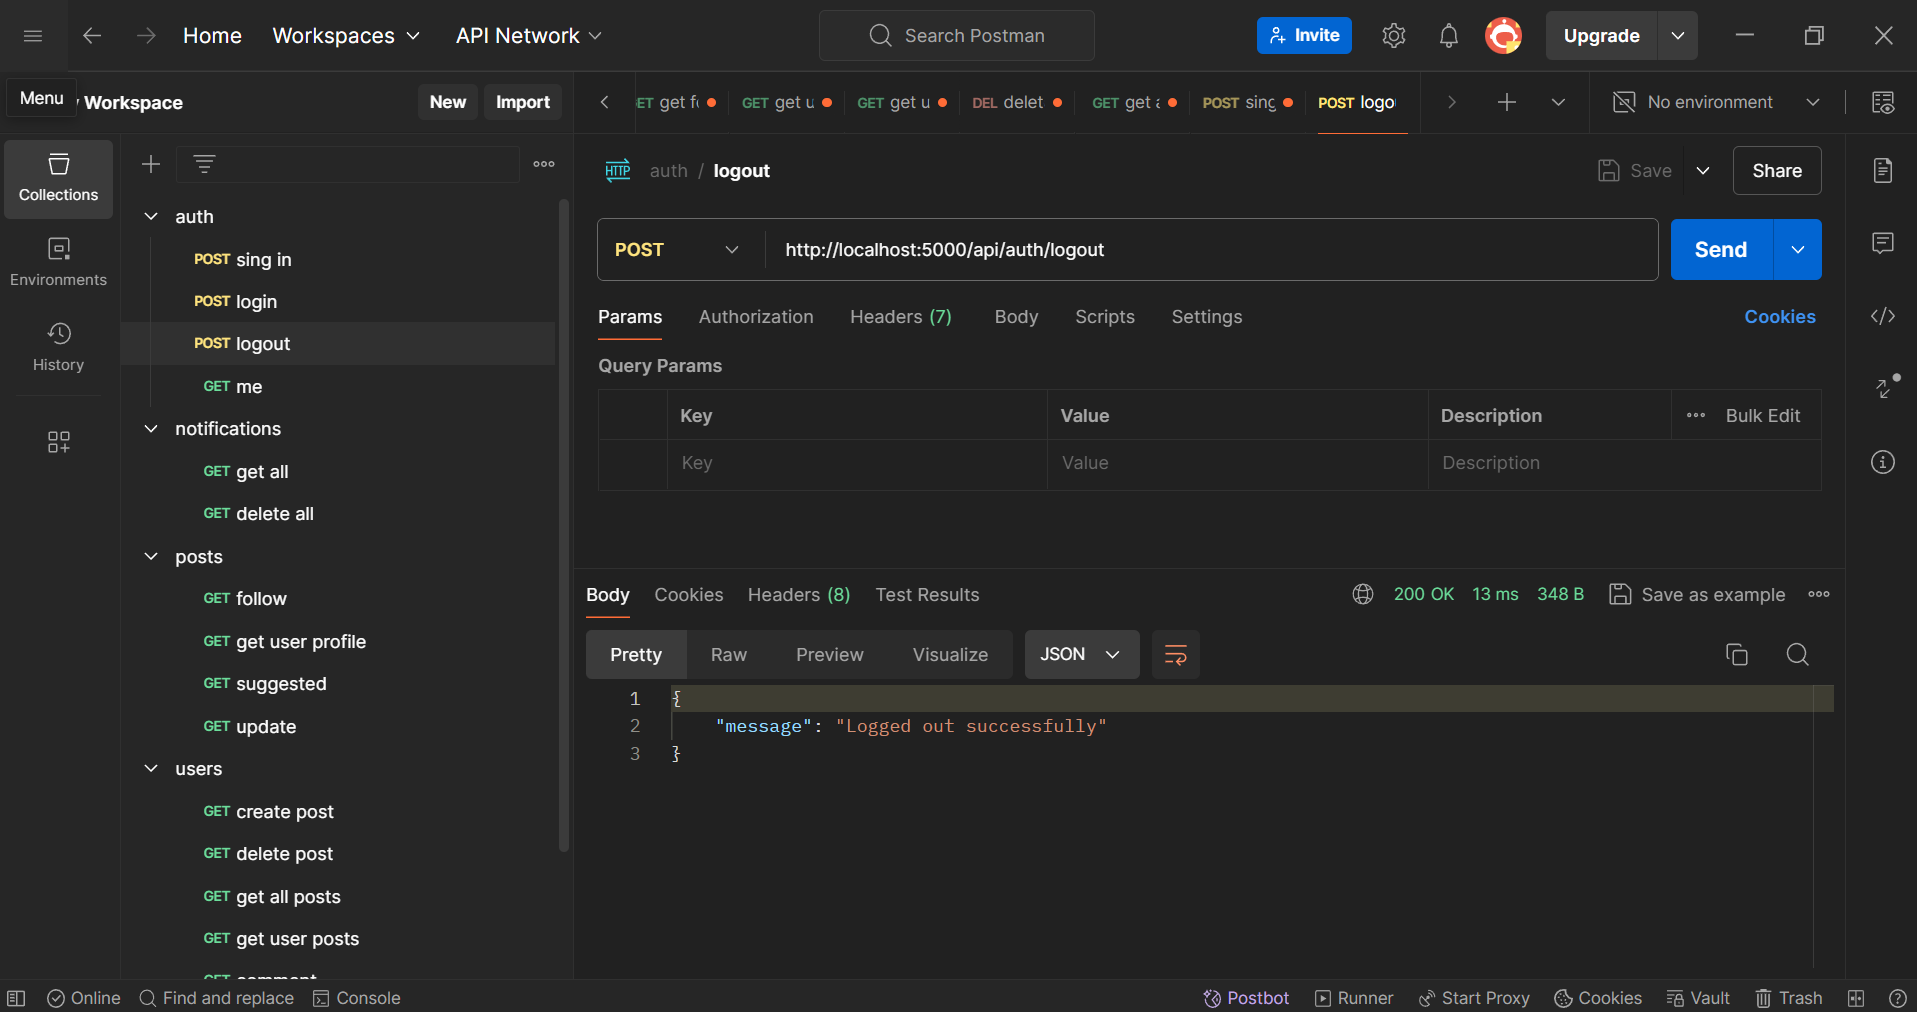 Home Workspaces API Network Search Postman Invite Upgrade
Menu Workspace New Import
GET get f GET get u GET get u DEL delet GET get a POST sing POST logo No environment
Collections
Environments
History
auth
POST sing in
POST login
POST logout
GET me
notifications
GET get all
GET delete all
posts
GET follow
GET get user profile
GET suggested
GET update
users
GET create post
GET delete post
GET get all posts
GET get user posts
HTTP auth / logout Save Share
POST http://localhost:5000/api/auth/logout Send
Params Authorization Headers (7) Body Scripts Settings Cookies
Query Params
Key Value Description Bulk Edit
Key Value Description
Body Cookies Headers (8) Test Results 200 OK 13 ms 348 B Save as example
Pretty Raw Preview Visualize JSON
1 {
2 "message": "Logged out successfully"
3 }
Online Find and replace Console Postbot Runner Start Proxy Cookies Vault Trash